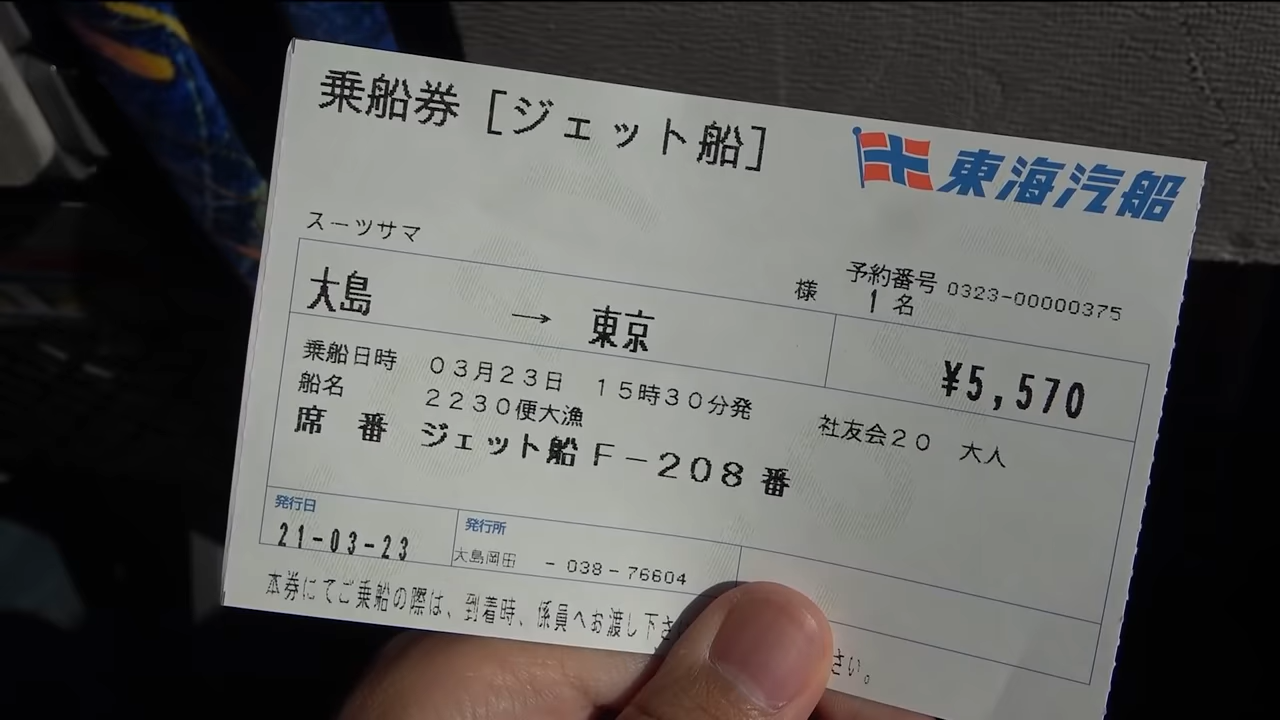 乗船券［ジェット船］
東海汽船
スーツサマ
様
予約番号 0323-00000375
1名
大島 → 東京
¥5,570
乗船日時 03月23日 15時30分発
社友会20 大人
船名 2230便大漁
席番 ジェット船F-208番
発行日
21-03-23
発行所
大島岡田 -038-76604
本券にてご乗船の際は、到着時、係員へお渡し下さ
さい。